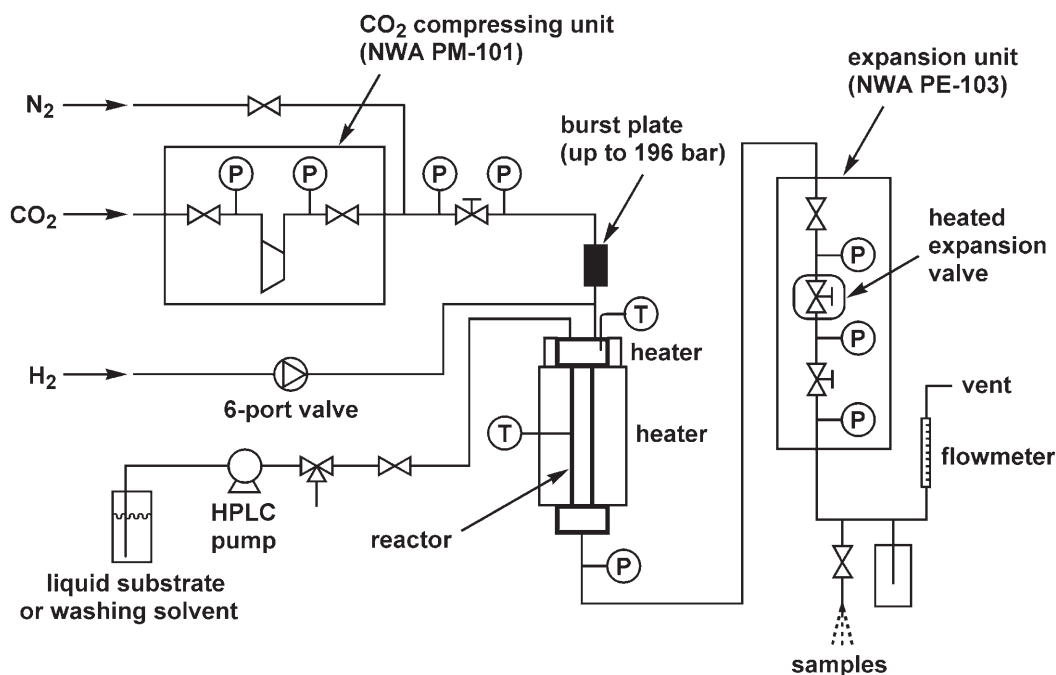 CO₂ compressing unit
(NWA PM-101)
expansion unit
(NWA PE-103)
N₂
burst plate
(up to 196 bar)
P
P
P
P
CO₂
heated
expansion
valve
P
T
heater
P
H₂
6-port valve
vent
T
heater
P
flowmeter
HPLC
pump
reactor
P
liquid substrate
or washing solvent
samples